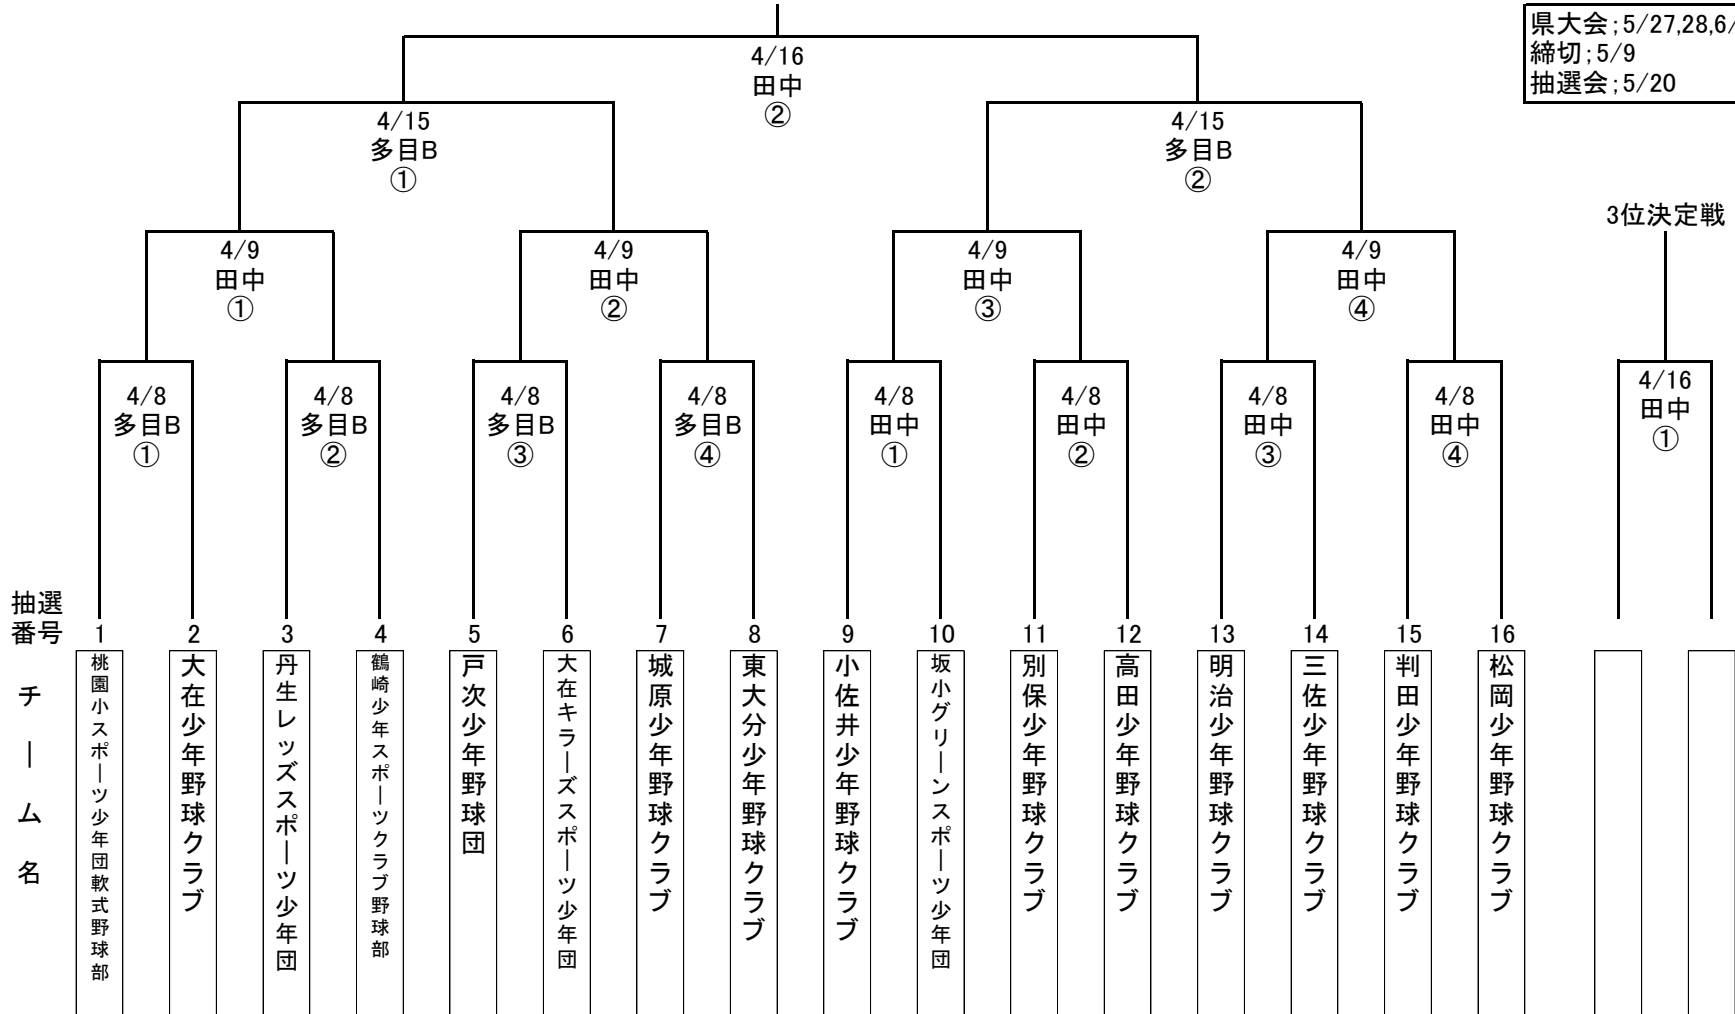 県大会;5/27,28,6/
締切;5/9
抽選会;5/20
4/16
田中
②
4/15
多目B
①
4/15
多目B
②
3位決定戦
4/9
田中
①
4/9
田中
②
4/9
田中
③
4/9
田中
④
4/8
多目B
①
4/8
多目B
②
4/8
多目B
③
4/8
多目B
④
4/8
田中
①
4/8
田中
②
4/8
田中
③
4/8
田中
④
4/16
田中
①
抽選
番号
1 2 3 4 5 6 7 8 9 10 11 12 13 14 15 16
チーム名
桃園小スポーツ少年団軟式野球部
大在少年野球クラブ
丹生レッズスポーツ少年団
鶴崎少年スポーツクラブ野球部
戸次少年野球団
大在キラーズスポーツ少年団
城原少年野球クラブ
東大分少年野球クラブ
小佐井少年野球クラブ
坂小グリーンスポーツ少年団
別保少年野球クラブ
高田少年野球クラブ
明治少年野球クラブ
三佐少年野球クラブ
判田少年野球クラブ
松岡少年野球クラブ